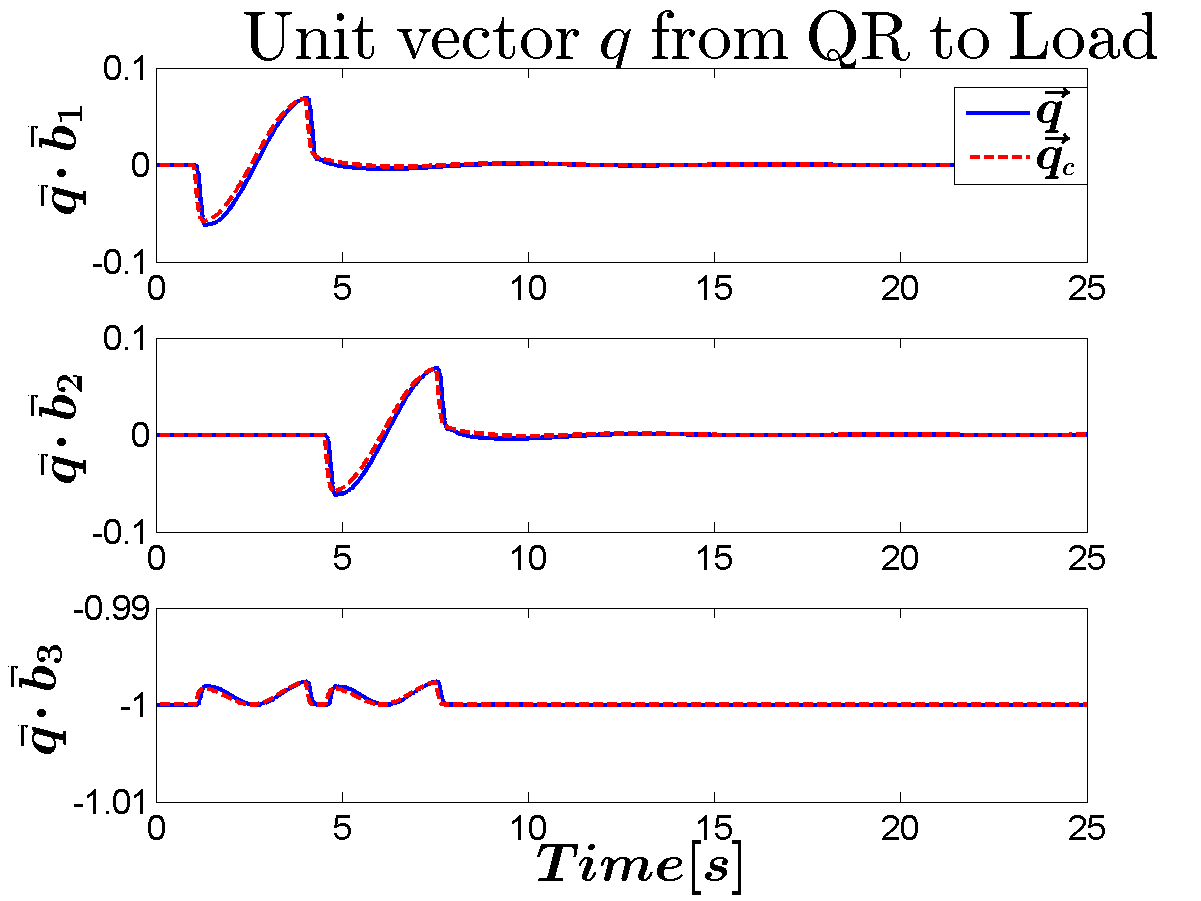 Unit vector q from QR to Load
0.1
0
-0.1
q̄ · b̄₁
q⃗
q⃗c
0 5 10 15 20 25
0.1
0
-0.1
q̄ · b̄₂
0 5 10 15 20 25
-0.99
-1
-1.01
q̄ · b̄₃
0 5 10 15 20 25
Time[s]